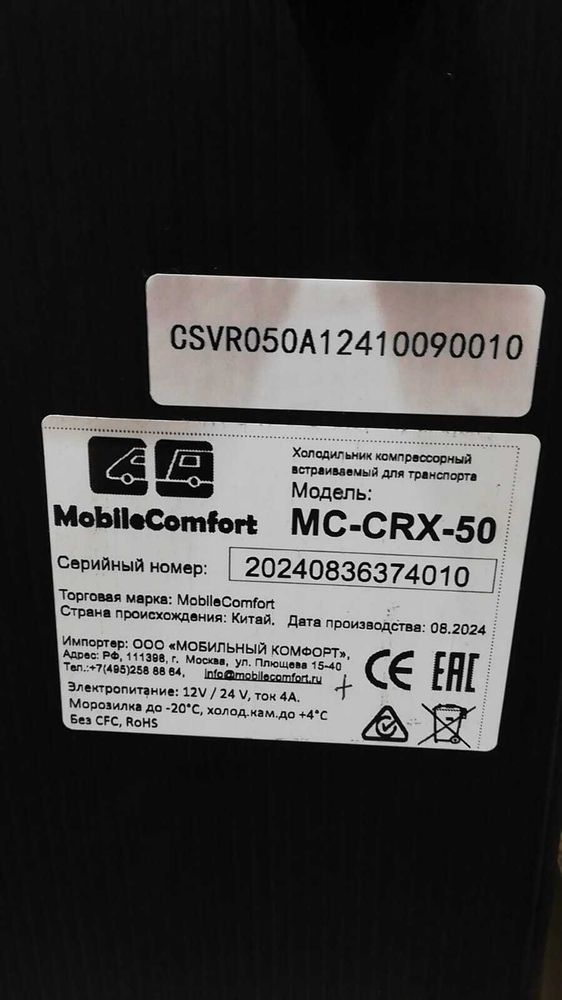 CSVR050A12410090010
Холодильник компрессорный
встраиваемый для транспорта
Модель:
MobileComfort MC-CRX-50
Серийный номер: 20240836374010
Торговая марка: MobileComfort
Страна происхождения: Китай. Дата производства: 08.2024
Импортер: ООО «МОБИЛЬНЫЙ КОМФОРТ»,
Адрес: РФ, 111398, г. Москва, ул. Плющева 15-40
Тел.:+7(495)258 88 64, info@mobilecomfort.ru
Электропитание: 12V / 24 V, ток 4А.
Морозилка до -20°С, холод.кам.до +4°С
Без CFC, RoHS
CE EAC